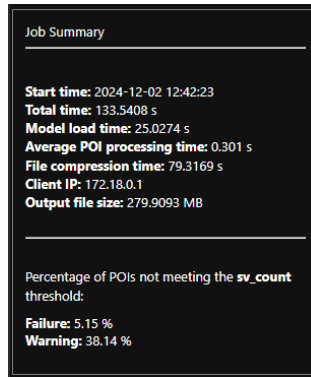 Job Summary
Start time: 2024-12-02 12:42:23
Total time: 133.5408 s
Model load time: 25.0274 s
Average POI processing time: 0.301 s
File compression time: 79.3169 s
Client IP: 172.18.0.1
Output file size: 279.9093 MB
Percentage of POIs not meeting the sv_count
threshold:
Failure: 5.15 %
Warning: 38.14 %